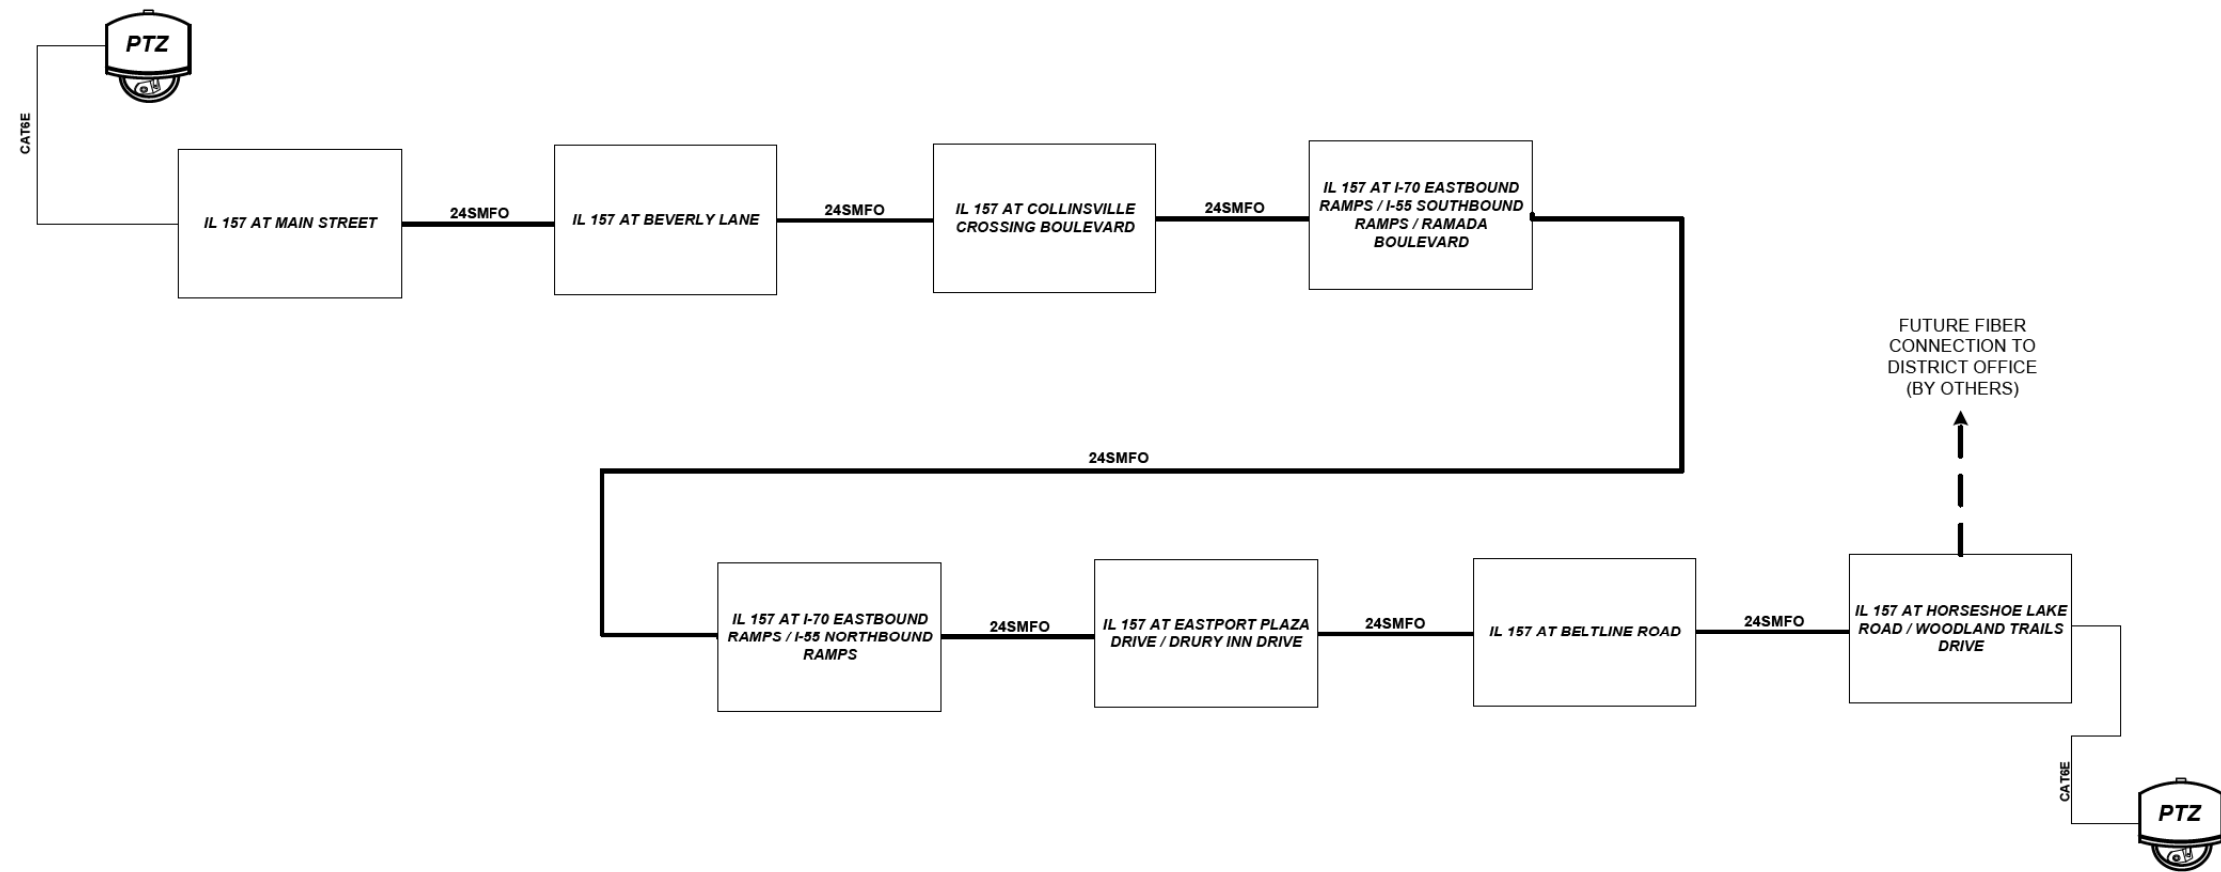 PTZ
CAT6E
IL 157 AT MAIN STREET
24SMFO
IL 157 AT BEVERLY LANE
24SMFO
IL 157 AT COLLINSVILLE
CROSSING BOULEVARD
24SMFO
IL 157 AT I-70 EASTBOUND
RAMPS / I-55 SOUTHBOUND
RAMPS / RAMADA
BOULEVARD
FUTURE FIBER
CONNECTION TO
DISTRICT OFFICE
(BY OTHERS)
24SMFO
IL 157 AT I-70 EASTBOUND
RAMPS / I-55 NORTHBOUND
RAMPS
24SMFO
IL 157 AT EASTPORT PLAZA
DRIVE / DRURY INN DRIVE
24SMFO
IL 157 AT BELTLINE ROAD
24SMFO
IL 157 AT HORSESHOE LAKE
ROAD / WOODLAND TRAILS
DRIVE
CAT6E
PTZ